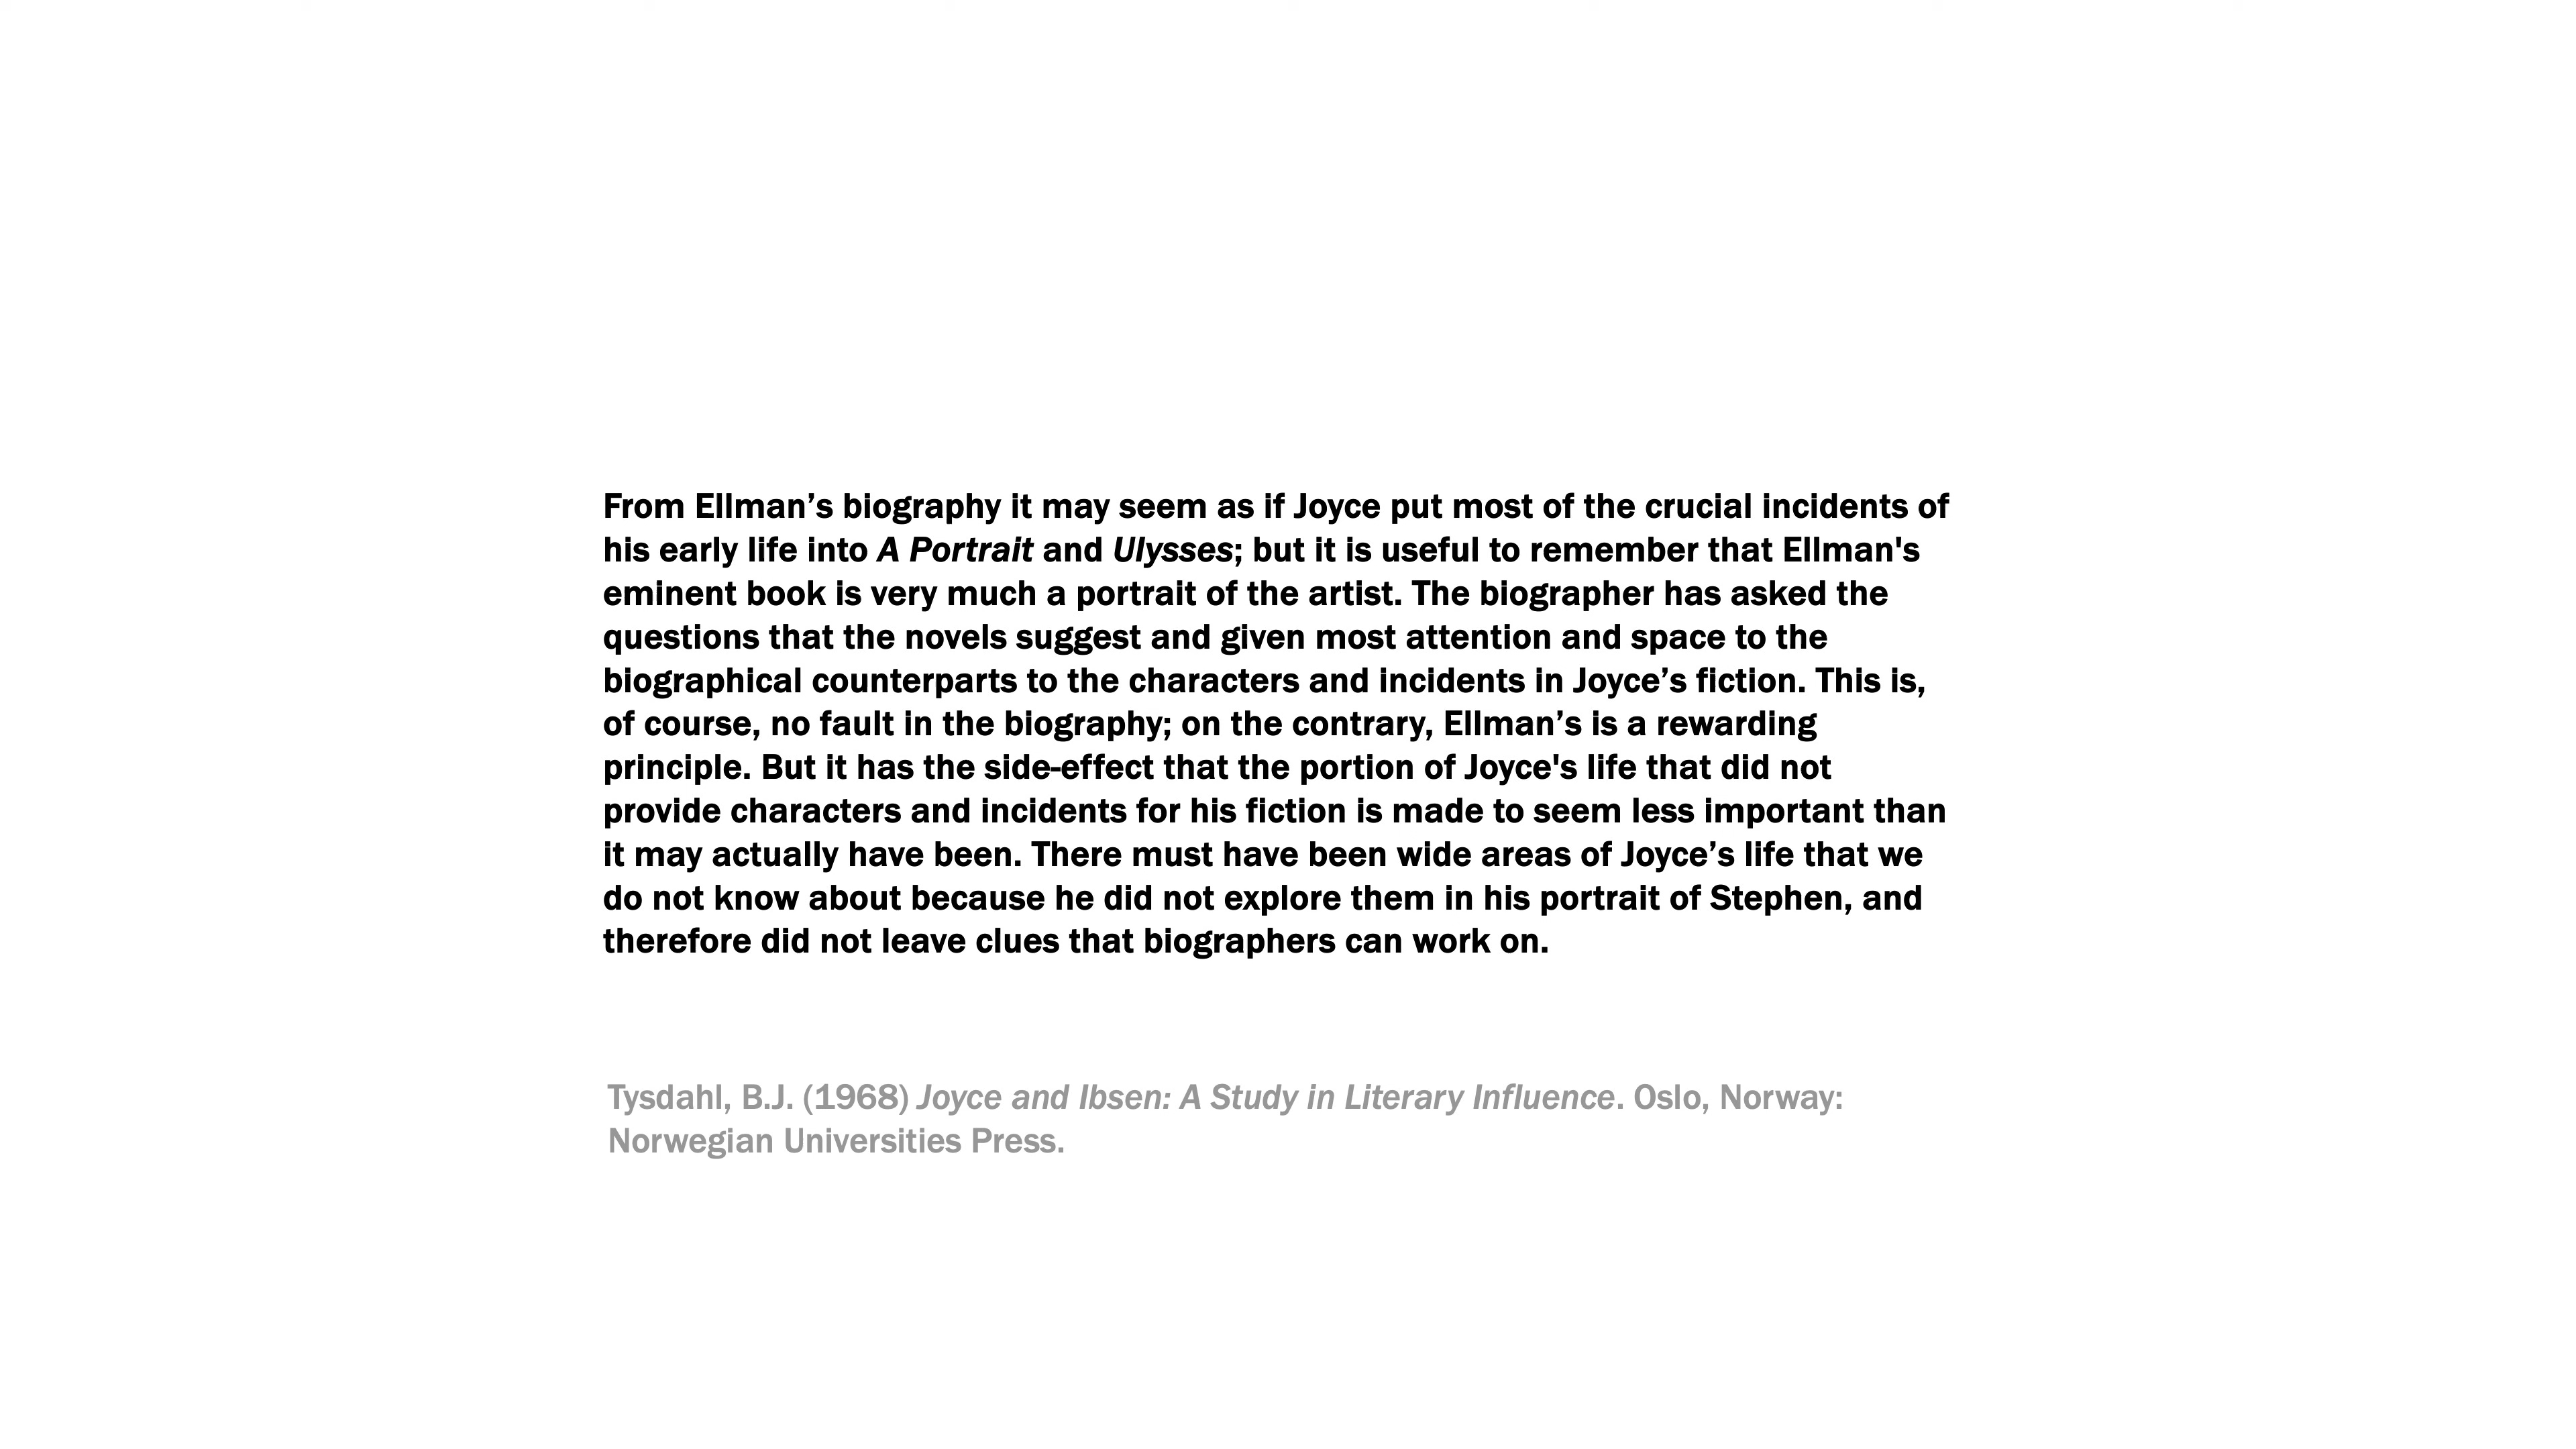 From Ellman’s biography it may seem as if Joyce put most of the crucial incidents of
his early life into A Portrait and Ulysses; but it is useful to remember that Ellman's
eminent book is very much a portrait of the artist. The biographer has asked the
questions that the novels suggest and given most attention and space to the
biographical counterparts to the characters and incidents in Joyce’s fiction. This is,
of course, no fault in the biography; on the contrary, Ellman’s is a rewarding
principle. But it has the side-effect that the portion of Joyce's life that did not
provide characters and incidents for his fiction is made to seem less important than
it may actually have been. There must have been wide areas of Joyce’s life that we
do not know about because he did not explore them in his portrait of Stephen, and
therefore did not leave clues that biographers can work on.
Tysdahl, B.J. (1968) Joyce and Ibsen: A Study in Literary Influence. Oslo, Norway:
Norwegian Universities Press.